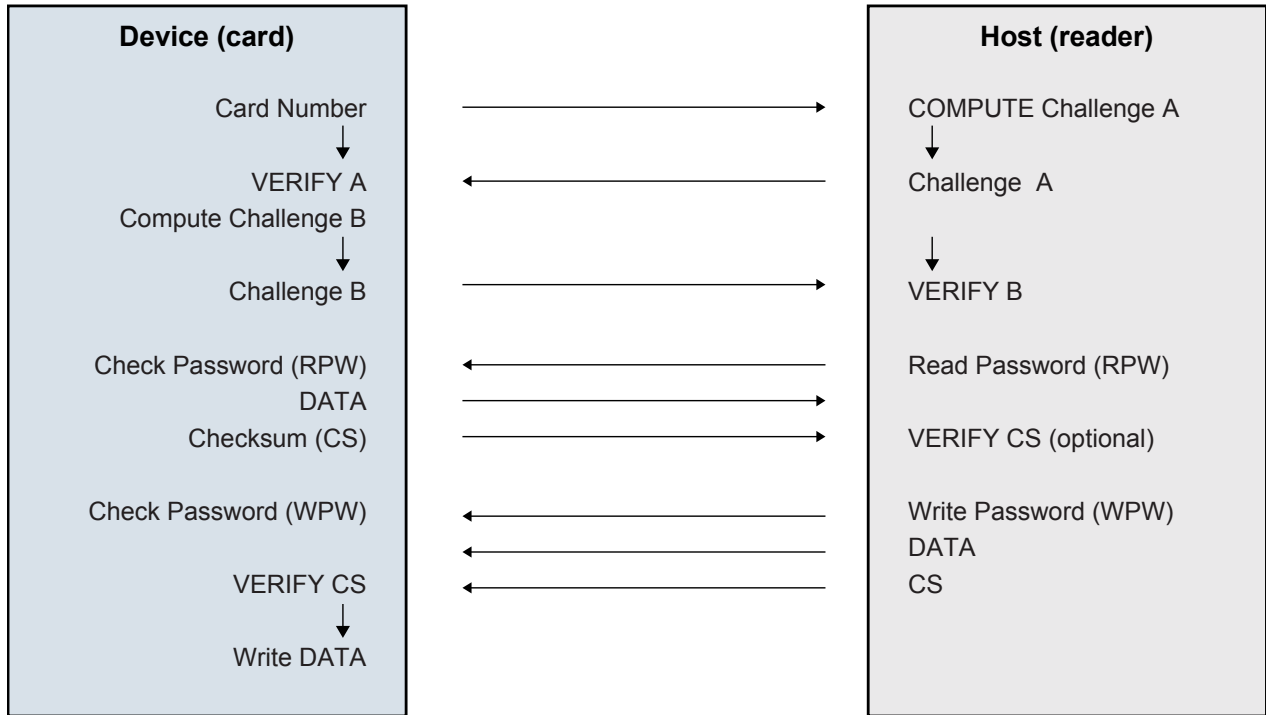 Device (card)
Host (reader)
Card Number
COMPUTE Challenge A
VERIFY A
Challenge A
Compute Challenge B
Challenge B
VERIFY B
Check Password (RPW)
Read Password (RPW)
DATA
Checksum (CS)
VERIFY CS (optional)
Check Password (WPW)
Write Password (WPW)
DATA
VERIFY CS
CS
Write DATA